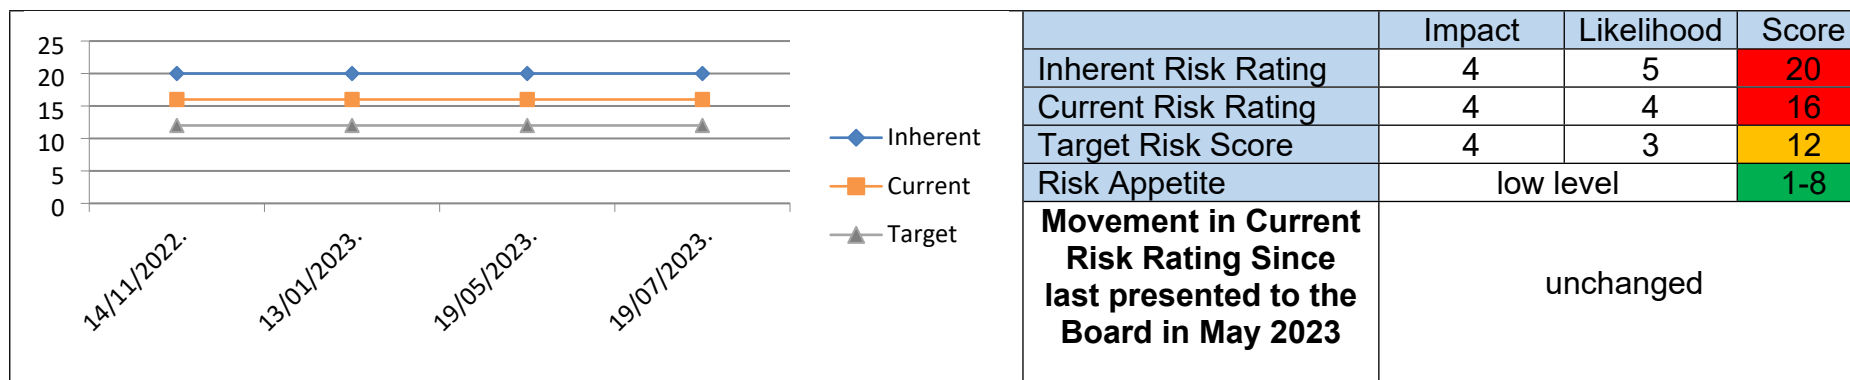 25
20
15
10
5
0
14/11/2022.
13/01/2023.
19/05/2023.
19/07/2023.
Inherent
Current
Target
Impact Likelihood Score
Inherent Risk Rating 4 5 20
Current Risk Rating 4 4 16
Target Risk Score 4 3 12
Risk Appetite low level 1-8
Movement in Current
Risk Rating Since
last presented to the
Board in May 2023
unchanged